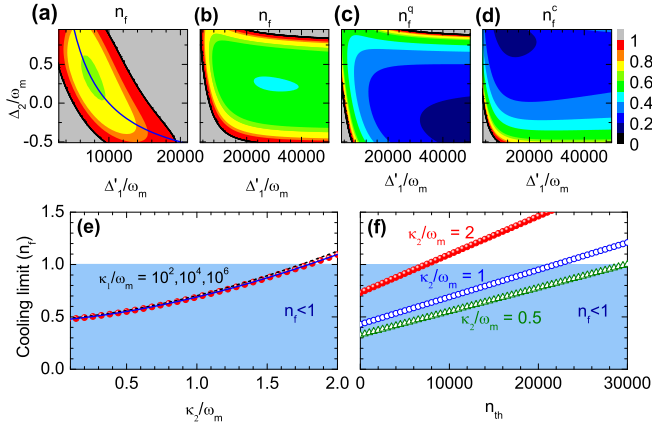 (a) n_f (b) n_f (c) n_f^q (d) n_f^c
Δ_2/ω_m
0.5
0.0
-0.5
10000 20000
Δ'_1/ω_m
20000 40000
Δ'_1/ω_m
20000 40000
Δ'_1/ω_m
20000 40000
Δ'_1/ω_m
1
0.8
0.6
0.4
0.2
0
(e)
Cooling limit (n_f)
1.5
1.0
0.5
0.0
κ_1/ω_m = 10^2,10^4,10^6
n_f<1
0.5 1.0 1.5 2.0
κ_2/ω_m
(f)
κ_2/ω_m = 2
κ_2/ω_m = 1
κ_2/ω_m = 0.5
n_f<1
0 10000 20000 30000
n_th